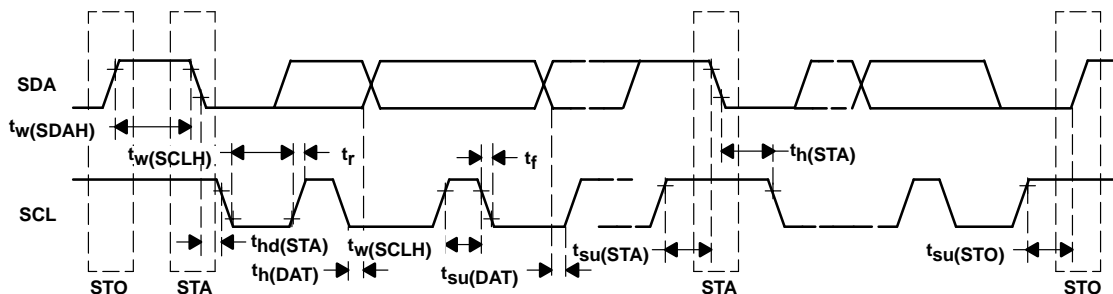 SDA
tw(SDAH)
tw(SCLH)
tr
tf
th(STA)
SCL
thd(STA)
tw(SCLH)
tsu(STA)
th(DAT)
tsu(DAT)
tsu(STO)
STO
STA
STA
STO